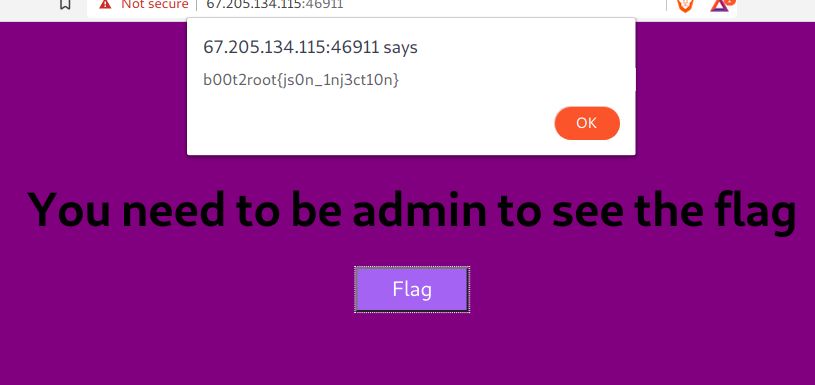 Not secure | 67.205.134.115:46911
67.205.134.115:46911 says
b00t2root{js0n_1nj3ct10n}
OK
You need to be admin to see the flag
Flag